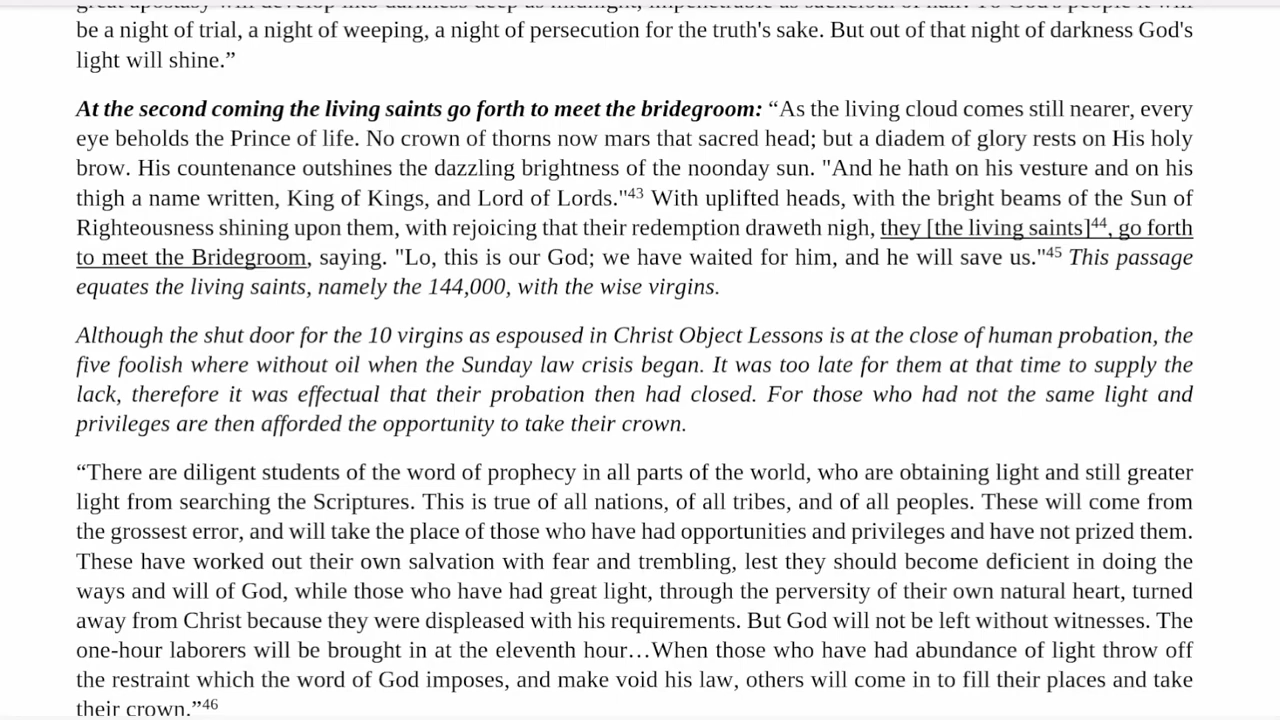 great apostasy will develop into darkness deep as midnight, impenetrable as sackcloth of hair. To God's people it will
be a night of trial, a night of weeping, a night of persecution for the truth's sake. But out of that night of darkness God's
light will shine.”
At the second coming the living saints go forth to meet the bridegroom: “As the living cloud comes still nearer, every
eye beholds the Prince of life. No crown of thorns now mars that sacred head; but a diadem of glory rests on His holy
brow. His countenance outshines the dazzling brightness of the noonday sun. "And he hath on his vesture and on his
thigh a name written, King of Kings, and Lord of Lords."43 With uplifted heads, with the bright beams of the Sun of
Righteousness shining upon them, with rejoicing that their redemption draweth nigh, they [the living saints]44, go forth
to meet the Bridegroom, saying. "Lo, this is our God; we have waited for him, and he will save us."45 This passage
equates the living saints, namely the 144,000, with the wise virgins.
Although the shut door for the 10 virgins as espoused in Christ Object Lessons is at the close of human probation, the
five foolish where without oil when the Sunday law crisis began. It was too late for them at that time to supply the
lack, therefore it was effectual that their probation then had closed. For those who had not the same light and
privileges are then afforded the opportunity to take their crown.
“There are diligent students of the word of prophecy in all parts of the world, who are obtaining light and still greater
light from searching the Scriptures. This is true of all nations, of all tribes, and of all peoples. These will come from
the grossest error, and will take the place of those who have had opportunities and privileges and have not prized them.
These have worked out their own salvation with fear and trembling, lest they should become deficient in doing the
ways and will of God, while those who have had great light, through the perversity of their own natural heart, turned
away from Christ because they were displeased with his requirements. But God will not be left without witnesses. The
one-hour laborers will be brought in at the eleventh hour…When those who have had abundance of light throw off
the restraint which the word of God imposes, and make void his law, others will come in to fill their places and take
their crown.”46